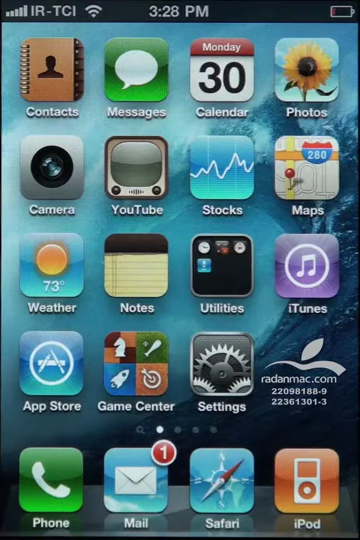 IR-TCI 3:28 PM
Monday
30
Contacts Messages Calendar Photos
280
Camera YouTube Stocks Maps
73°
Weather Notes Utilities iTunes
radanmac.com
22098188-9
22361301-3
App Store Game Center Settings
1
Phone Mail Safari iPod